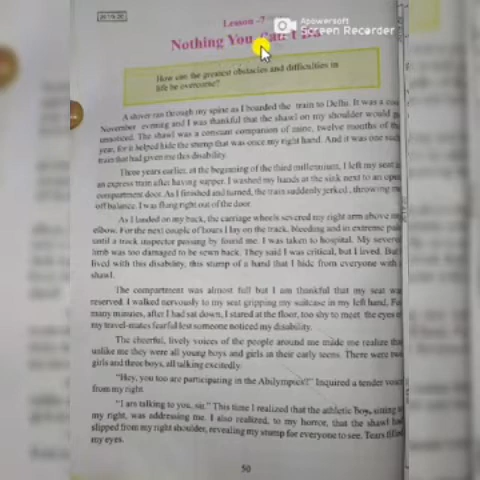 Lesson -7
Apowersoft
Screen Recorder
Nothing You Can't Do
How can the greatest obstacles and difficulties in
life be overcome?
A shiver ran through my spine as I boarded the train to Delhi. It was a
November evening and I was thankful that the shawl on my shoulder would
unnoticed. The shawl was a constant companion of mine, twelve months of the
year, for it helped hide the stump that was once my right hand. And it was one such
train that had given me this disability.
Three years earlier, at the beginning of the third millennium, I left my seat
an express train after having supper. I washed my hands at the sink next to an open
compartment door. As I finished and turned, the train suddenly jerked, throwing me
off balance. I was flung right out of the door.
As I landed on my back, the carriage wheels severed my right arm above
elbow. For the next couple of hours I lay on the track, bleeding and in extreme pain
until a track inspector passing by found me. I was taken to hospital. My
limb was too damaged to be sewn back. They said I was critical, but I lived. But
lived with this disability, this stump of a hand that I hide from everyone with
shawl.
The compartment was almost full but I am thankful that my seat was
reserved. I walked nervously to my seat gripping my suitcase in my left hand. For
many minutes, after I had sat down, I stared at the floor, too shy to meet the eyes of
my travel-mates fearful lest someone noticed my disability.
The cheerful, lively voices of the people around me made me realize that
unlike me they were all young boys and girls in their early teens. There were two
girls and three boys, all talking excitedly.
"Hey, you too are participating in the Abilympics?" Inquired a tender voice
from my right.
"I are talking to you, sir." This time I realized that the athletic Boy, sitting
my right, was addressing me. I also realized, to my horror, that the shawl had
slipped from my right shoulder, revealing my stump for everyone to see. Tears filled
my eyes.
50